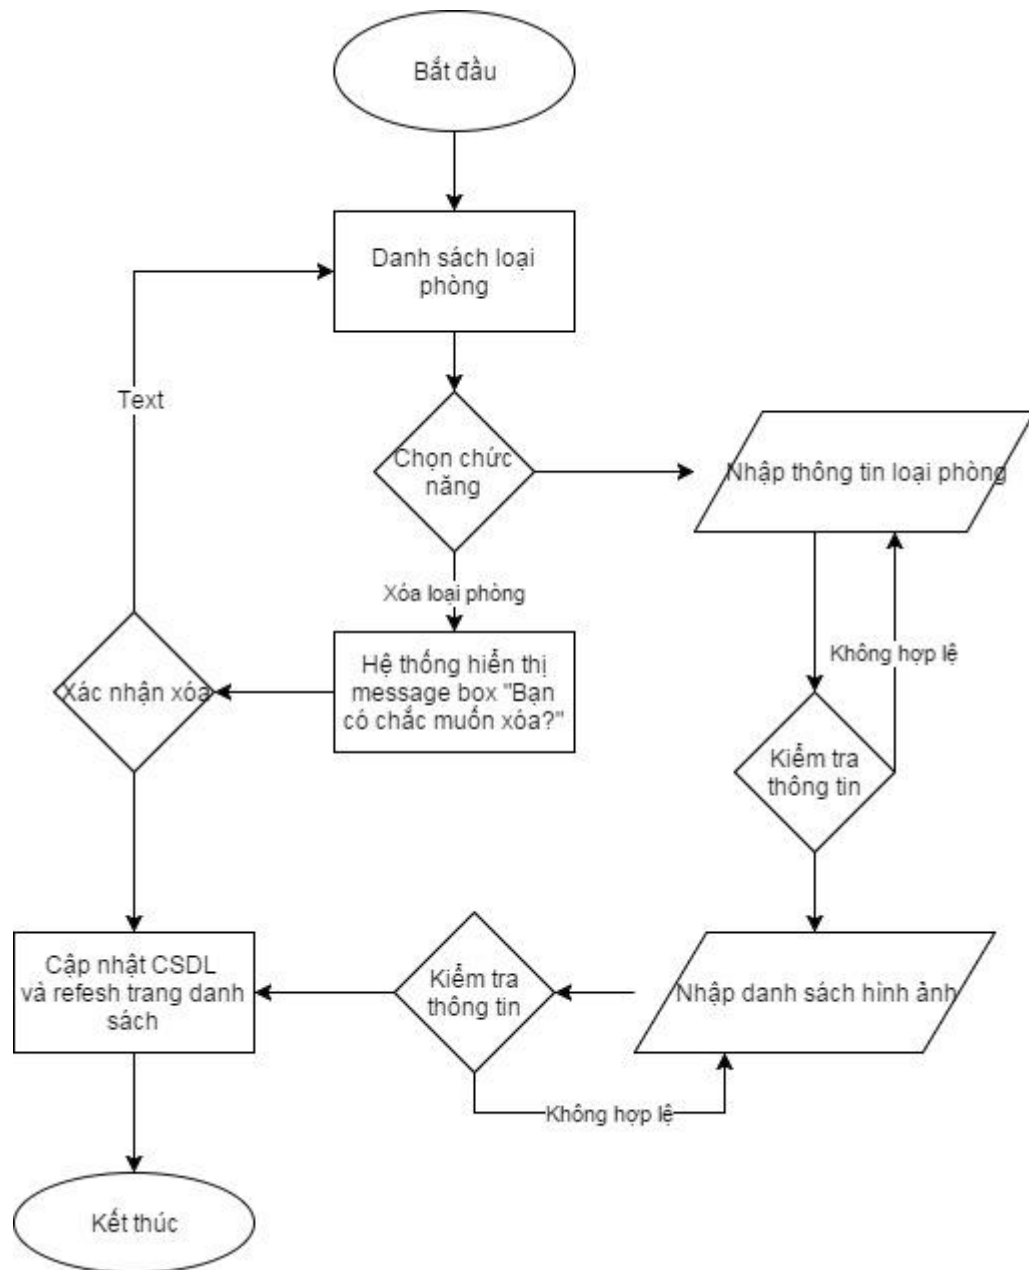 Bắt đầu
Danh sách loại
phòng
Text
Chọn chức
năng
Nhập thông tin loại phòng
Xóa loại phòng
Không hợp lệ
Hệ thống hiển thị
message box "Bạn
có chắc muốn xóa?"
Xác nhận xóa
Kiểm tra
thông tin
Cập nhật CSDL
và refesh trang danh
sách
Kiểm tra
thông tin
Nhập danh sách hình ảnh
Không hợp lệ
Kết thúc